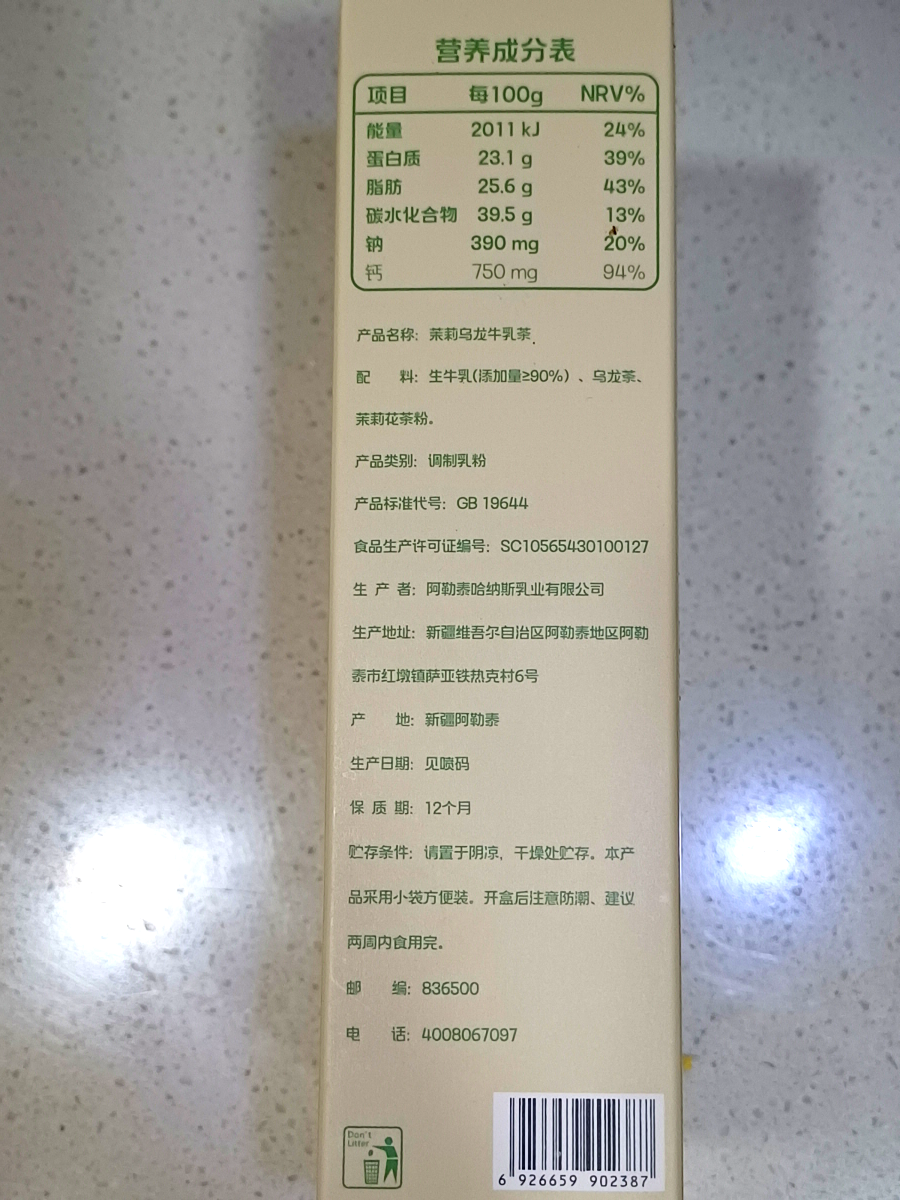 营养成分表
项目 每100g NRV%
能量 2011 kJ 24%
蛋白质 23.1 g 39%
脂肪 25.6 g 43%
碳水化合物 39.5 g 13%
钠 390 mg 20%
钙 750 mg 94%
产品名称: 茉莉乌龙牛乳茶
配 料: 生牛乳(添加量≥90%)、乌龙茶、
茉莉花茶粉。
产品类别: 调制乳粉
产品标准代号: GB 19644
食品生产许可证编号: SC10565430100127
生 产 者: 阿勒泰哈纳斯乳业有限公司
生产地址: 新疆维吾尔自治区阿勒泰地区阿勒
泰市红墩镇萨亚铁热克村6号
产 地: 新疆阿勒泰
生产日期: 见喷码
保 质 期: 12个月
贮存条件: 请置于阴凉, 干燥处贮存。本产
品采用小袋方便装。开盒后注意防潮、建议
两周内食用完。
邮 编: 836500
电 话: 4008067097
Don't
Litter
6 926659 902387